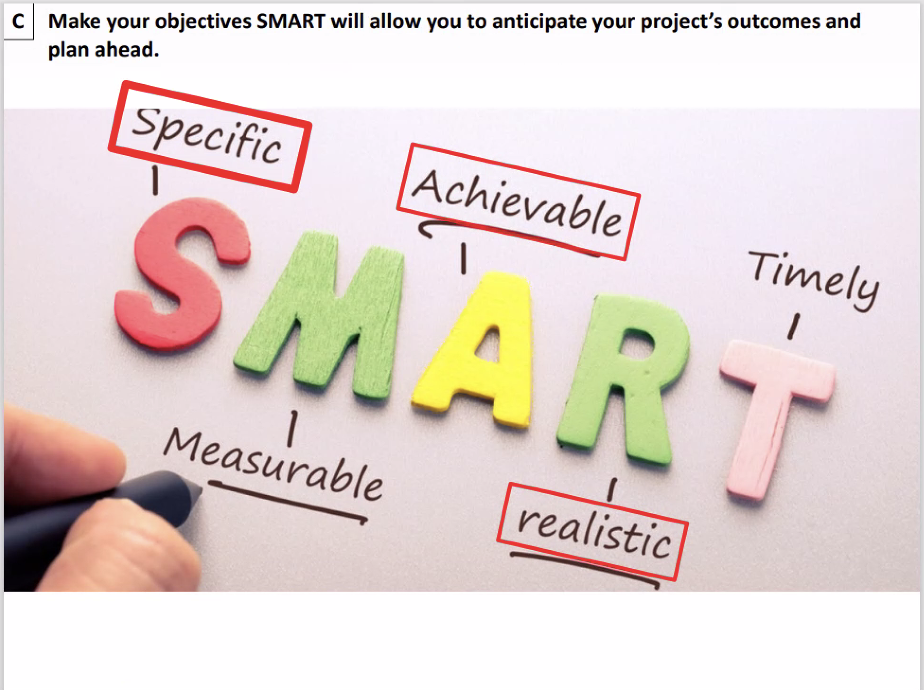 C
Make your objectives SMART will allow you to anticipate your project's outcomes and
plan ahead.
Specific
Achievable
Timely
SMART
Measurable
realistic